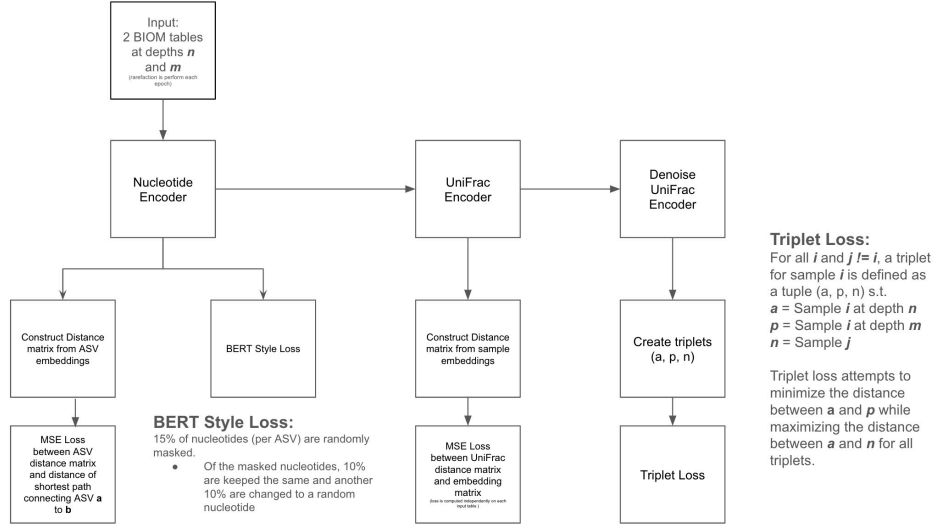 Input:
2 BIOM tables
at depths n
and m
(rarefaction is perform each
epoch)
Nucleotide
Encoder
UniFrac
Encoder
Denoise
UniFrac
Encoder
Construct Distance
matrix from ASV
embeddings
BERT Style Loss
Construct Distance
matrix from sample
embeddings
Create triplets
(a, p, n)
MSE Loss
between ASV
distance matrix
and distance of
shortest path
connecting ASV a
to b
BERT Style Loss:
15% of nucleotides (per ASV) are randomly
masked.
● Of the masked nucleotides, 10%
are keeped the same and another
10% are changed to a random
nucleotide
MSE Loss
between UniFrac
distance matrix
and embedding
matrix
(loss is computed independently on each
input table )
Triplet Loss
Triplet Loss:
For all i and j != i, a triplet
for sample i is defined as
a tuple (a, p, n) s.t.
a = Sample i at depth n
p = Sample i at depth m
n = Sample j
Triplet loss attempts to
minimize the distance
between a and p while
maximizing the distance
between a and n for all
triplets.